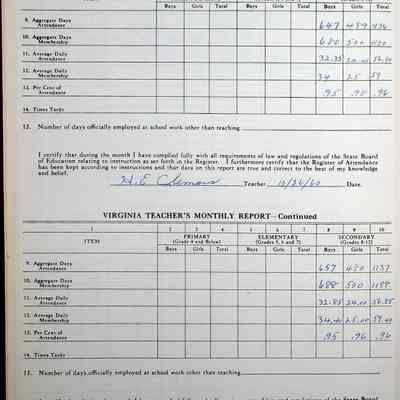 Boys Girls Total Boys Girls Total Boys Girls Total
9. Aggregate Days Attendance 647 489 1136
10. Aggregate Days Membership 680 500 1180
11. Average Daily Attendance 32.35
12. Average Daily Membership 34 25 59
13. Per Cent of Attendance .95 .98 .96
14. Times Tardy
15. Number of days officially employed at school work other than teaching
I certify that during the month I have complied fully with all requirements of law and regulations of the State Board
of Education relating to instruction as set forth in the Register. I furthermore certify that the Register of Attendance
has been kept according to instructions and that data on this report are true and correct to the best of my knowledge
and belief.
H. E. Clemons Teacher 10/26/60 Date.
VIRGINIA TEACHER'S MONTHLY REPORT—Continued
1 2 3 4 5 6 7 8 9 10
ITEM PRIMARY (Grade 4 and Below) ELEMENTARY (Grades 5, 6 and 7) SECONDARY (Grades 8-12)
Boys Girls Total Boys Girls Total Boys Girls Total
9. Aggregate Days Attendance 657 480 1137
10. Aggregate Days Membership 688 500 1188
11. Average Daily Attendance 32.85 24.00 56.85
12. Average Daily Membership 34.40 25.00 59.40
13. Per Cent of Attendance .95 .96 .96
14. Times Tardy
15. Number of days officially employed at school work other than teaching